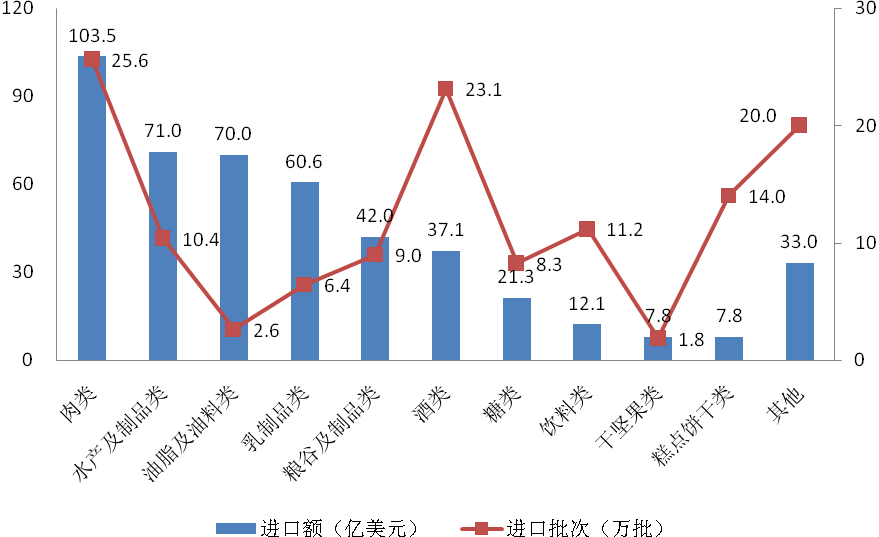 120
90
60
30
0
30
20
10
0
103.5
71.0
70.0
60.6
42.0
37.1
21.3
12.1
7.8
7.8
33.0
25.6
10.4
2.6
6.4
9.0
23.1
8.3
11.2
1.8
14.0
20.0
肉类
水产及制品类
油脂及油料类
乳制品类
粮谷及制品类
酒类
糖类
饮料类
干坚果类
糕点饼干类
其他
进口额（亿美元）
进口批次（万批）